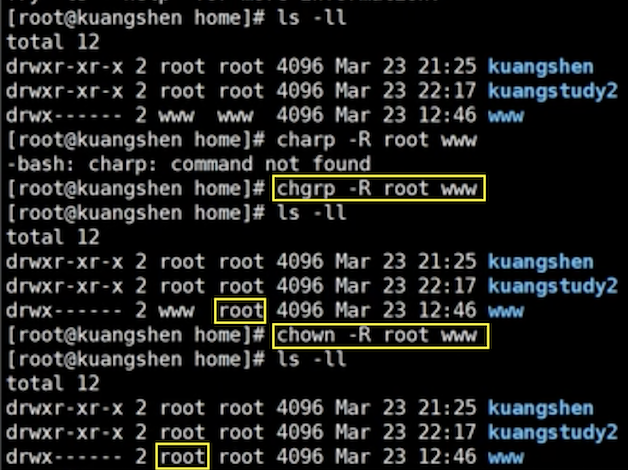 [root@kuangshen home]# ls -ll
total 12
drwxr-xr-x 2 root root 4096 Mar 23 21:25 kuangshen
drwxr-xr-x 2 root root 4096 Mar 23 22:17 kuangstudy2
drwx------ 2 www  www  4096 Mar 23 12:46 www
[root@kuangshen home]# charp -R root www
-bash: charp: command not found
[root@kuangshen home]# chgrp -R root www
[root@kuangshen home]# ls -ll
total 12
drwxr-xr-x 2 root root 4096 Mar 23 21:25 kuangshen
drwxr-xr-x 2 root root 4096 Mar 23 22:17 kuangstudy2
drwx------ 2 www  root 4096 Mar 23 12:46 www
[root@kuangshen home]# chown -R root www
[root@kuangshen home]# ls -ll
total 12
drwxr-xr-x 2 root root 4096 Mar 23 21:25 kuangshen
drwxr-xr-x 2 root root 4096 Mar 23 22:17 kuangstudy2
drwx------ 2 root root 4096 Mar 23 12:46 www